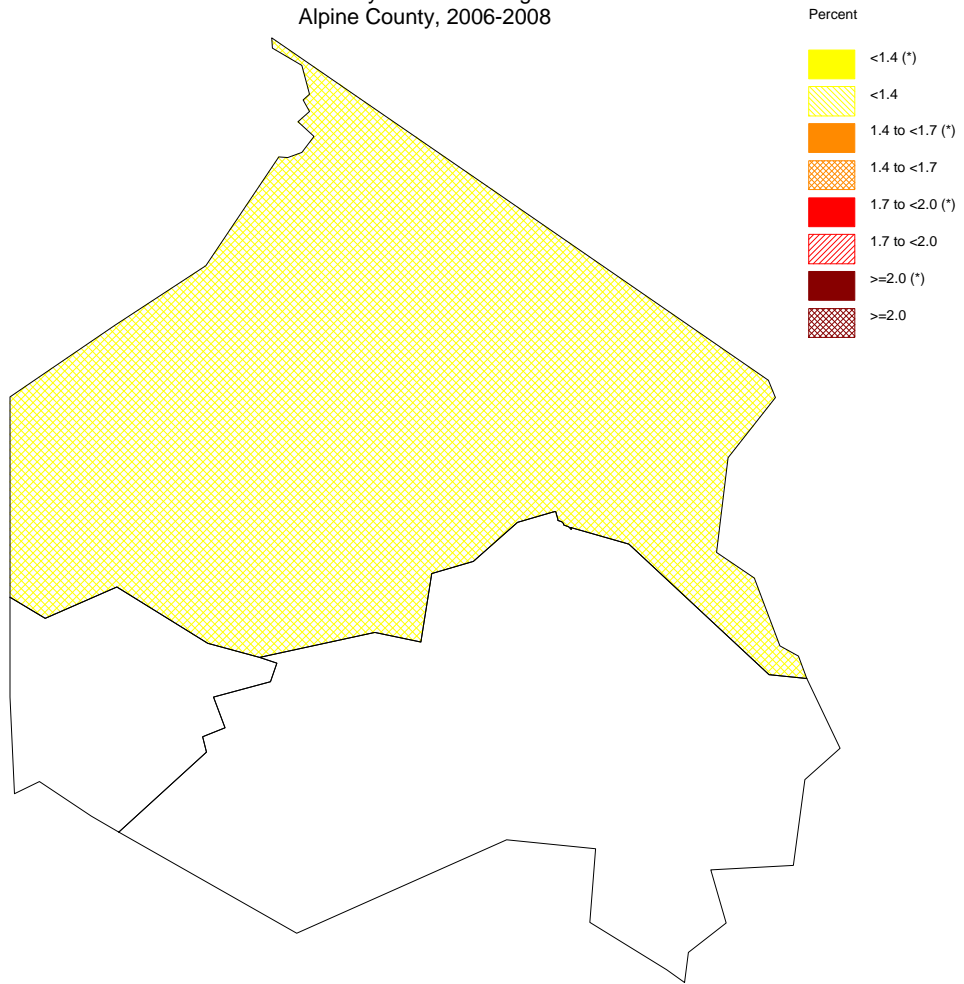 Alpine County, 2006-2008
Percent
<1.4 (*)
<1.4
1.4 to <1.7 (*)
1.4 to <1.7
1.7 to <2.0 (*)
1.7 to <2.0
>=2.0 (*)
>=2.0